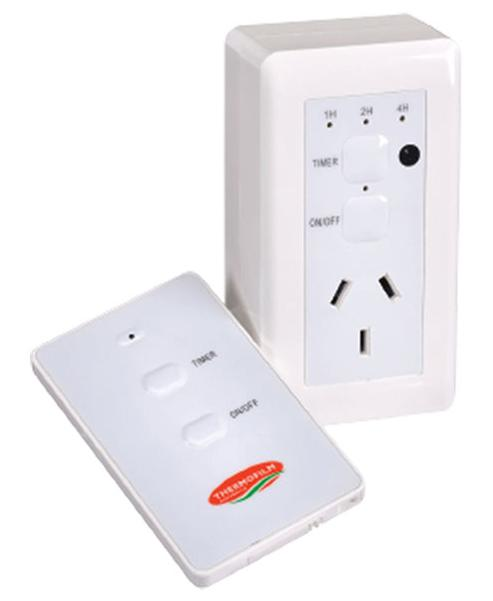 1H 2H 4H
TIMER
ON/OFF
TIMER
ON/OFF
THERMOFILM